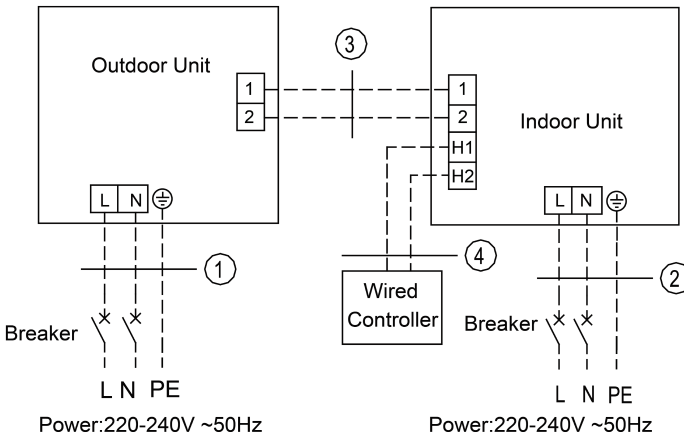 Outdoor Unit
1
2
L N
1
Breaker
L N PE
Power:220-240V ~50Hz
3
Indoor Unit
1
2
H1
H2
L N
4
Wired
Controller
2
Breaker
L N PE
Power:220-240V ~50Hz